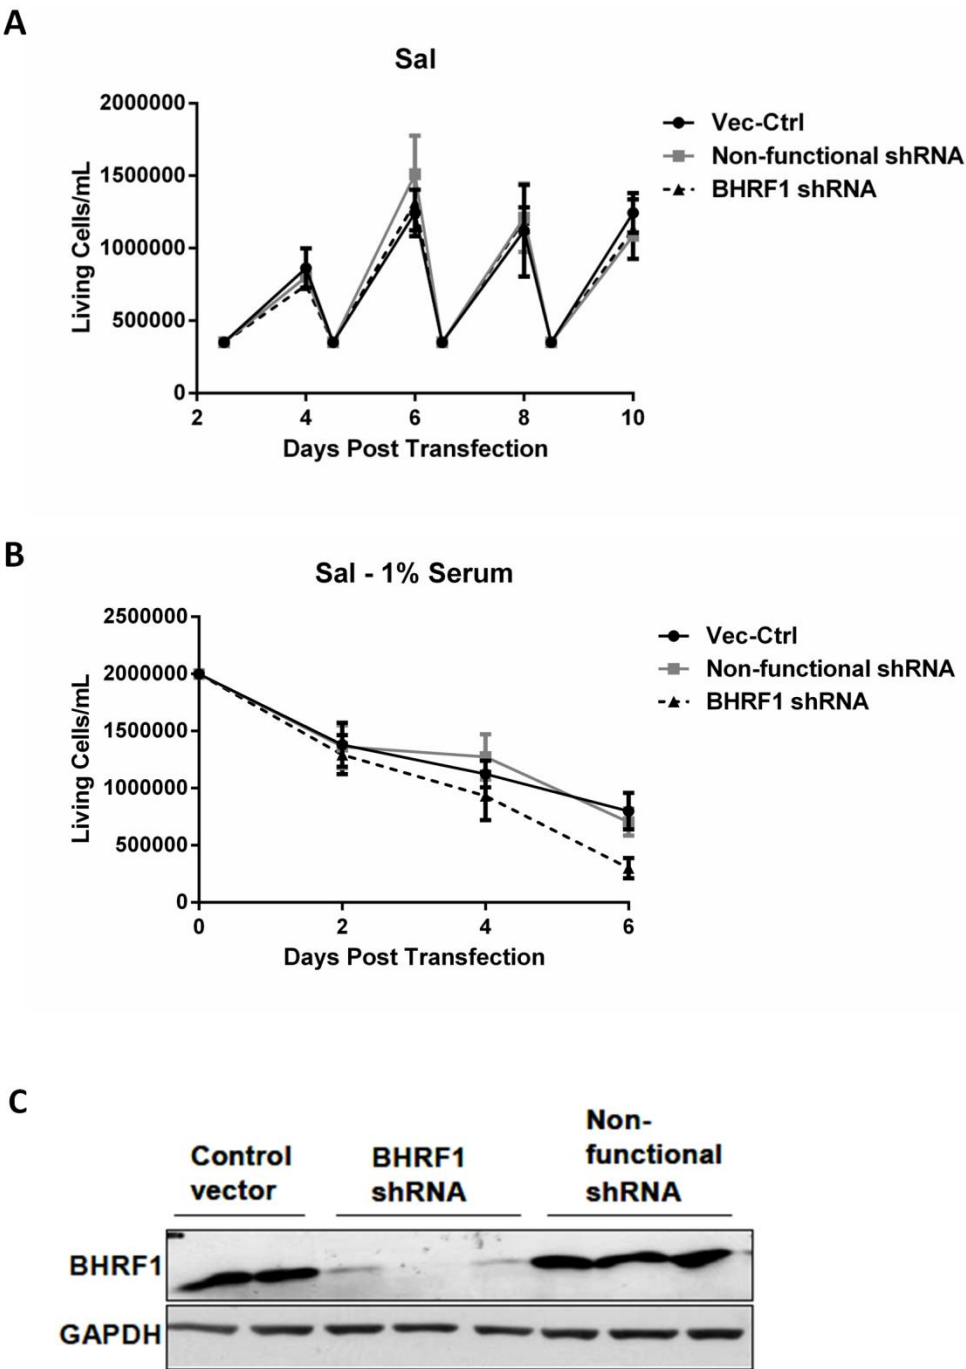 A
Sal
2000000
1500000
1000000
500000
0
Living Cells/mL
2 4 6 8 10
Days Post Transfection
Vec-Ctrl
Non-functional shRNA
BHRF1 shRNA
B
Sal - 1% Serum
2500000
2000000
1500000
1000000
500000
0
Living Cells/mL
0 2 4 6
Days Post Transfection
Vec-Ctrl
Non-functional shRNA
BHRF1 shRNA
C
Control
vector
BHRF1
shRNA
Non-
functional
shRNA
BHRF1
GAPDH